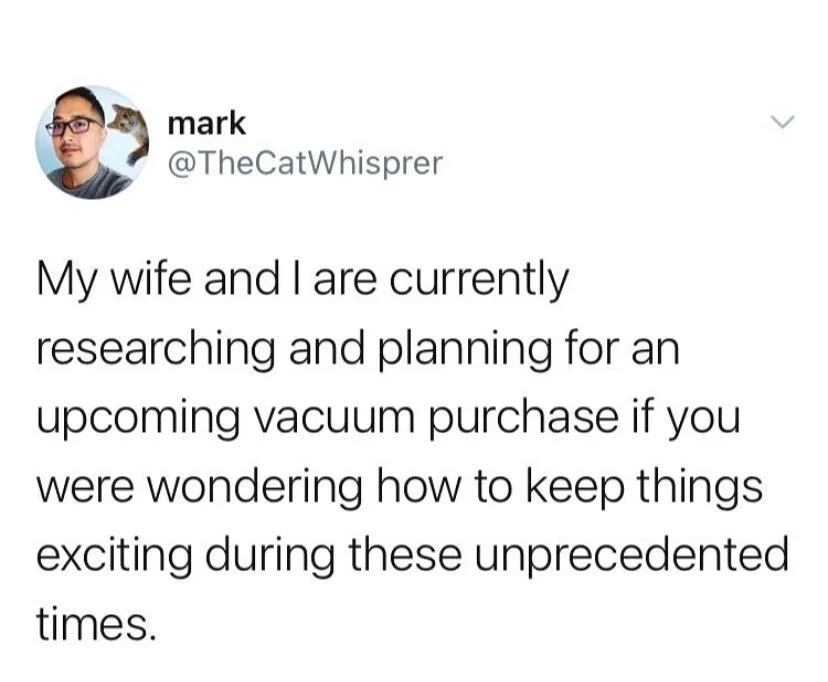 mark
@TheCatWhisprer
My wife and I are currently
researching and planning for an
upcoming vacuum purchase if you
were wondering how to keep things
exciting during these unprecedented
times.